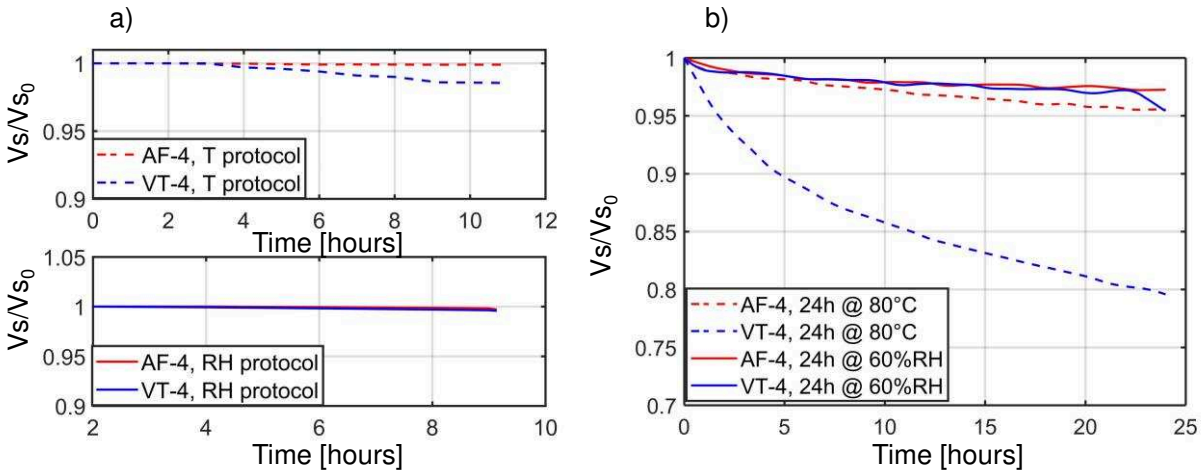 a)
1
0.95
0.9
Vs/Vs0
AF-4, T protocol
VT-4, T protocol
0 2 4 6 8 10 12
Time [hours]
1.05
1
0.95
0.9
Vs/Vs0
AF-4, RH protocol
VT-4, RH protocol
2 4 6 8 10
Time [hours]
b)
1
0.95
0.9
0.85
0.8
0.75
0.7
Vs/Vs0
AF-4, 24h @ 80°C
VT-4, 24h @ 80°C
AF-4, 24h @ 60%RH
VT-4, 24h @ 60%RH
0 5 10 15 20 25
Time [hours]